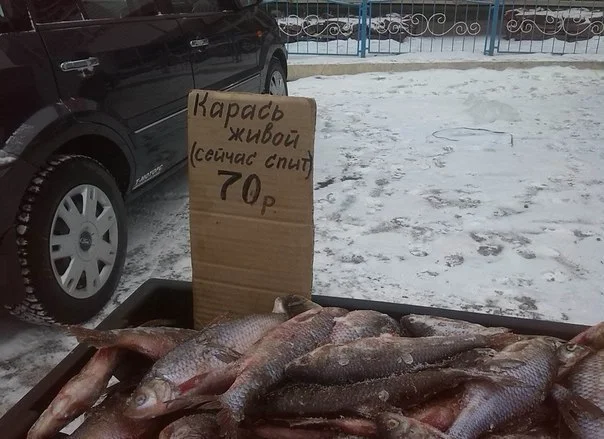 Карась
живой
(сейчас спит)
70р